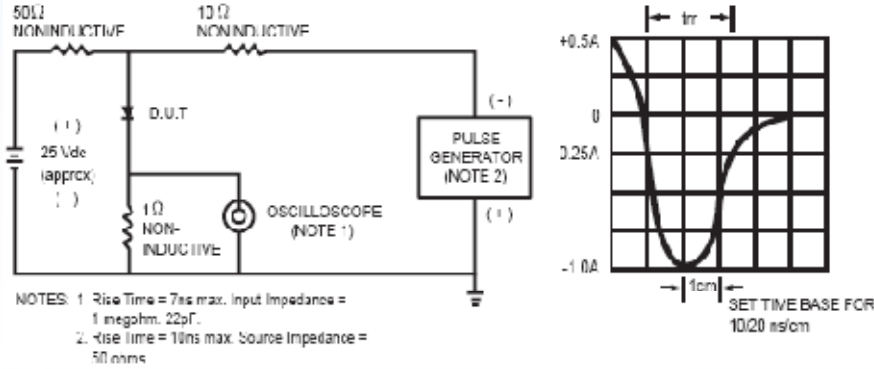 50Ω
NONINDUCTIVE
10Ω
NONINDUCTIVE
D.U.T
(+)
25 Vdc
(approx)
(-)
1Ω
NON-
INDUCTIVE
OSCILLOSCOPE
(NOTE 1)
(-)
PULSE
GENERATOR
(NOTE 2)
(+)
NOTES: 1. Rise Time = 7ns max. Input Impedance =
1 megohm. 22pF.
2. Rise Time = 10ns max. Source Impedance =
50 ohms
trr
+0.5A
0
0.25A
-1.0A
1cm
SET TIME BASE FOR
10/20 ns/cm